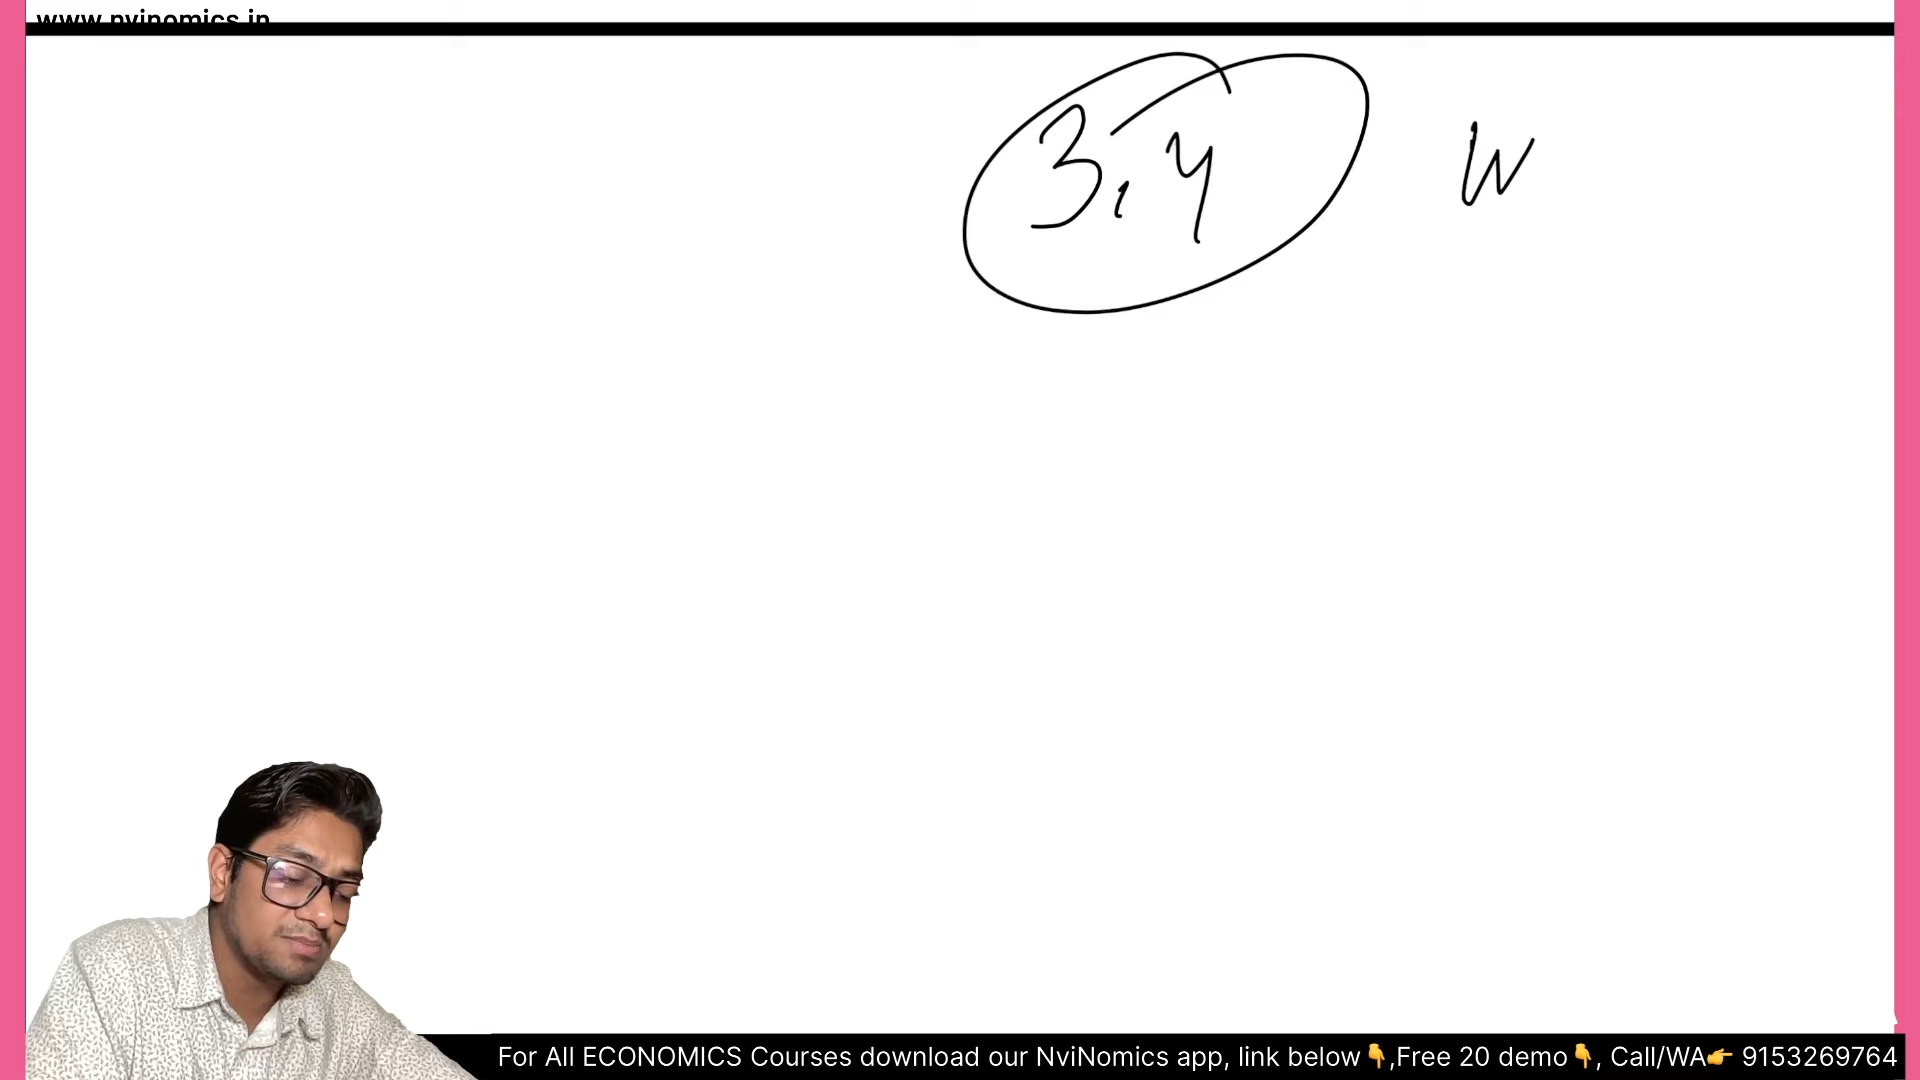 www.nvinomics.in
3, 4 W
For All ECONOMICS Courses download our NviNomics app, link below👇,Free 20 demo👇, Call/WA👉 9153269764